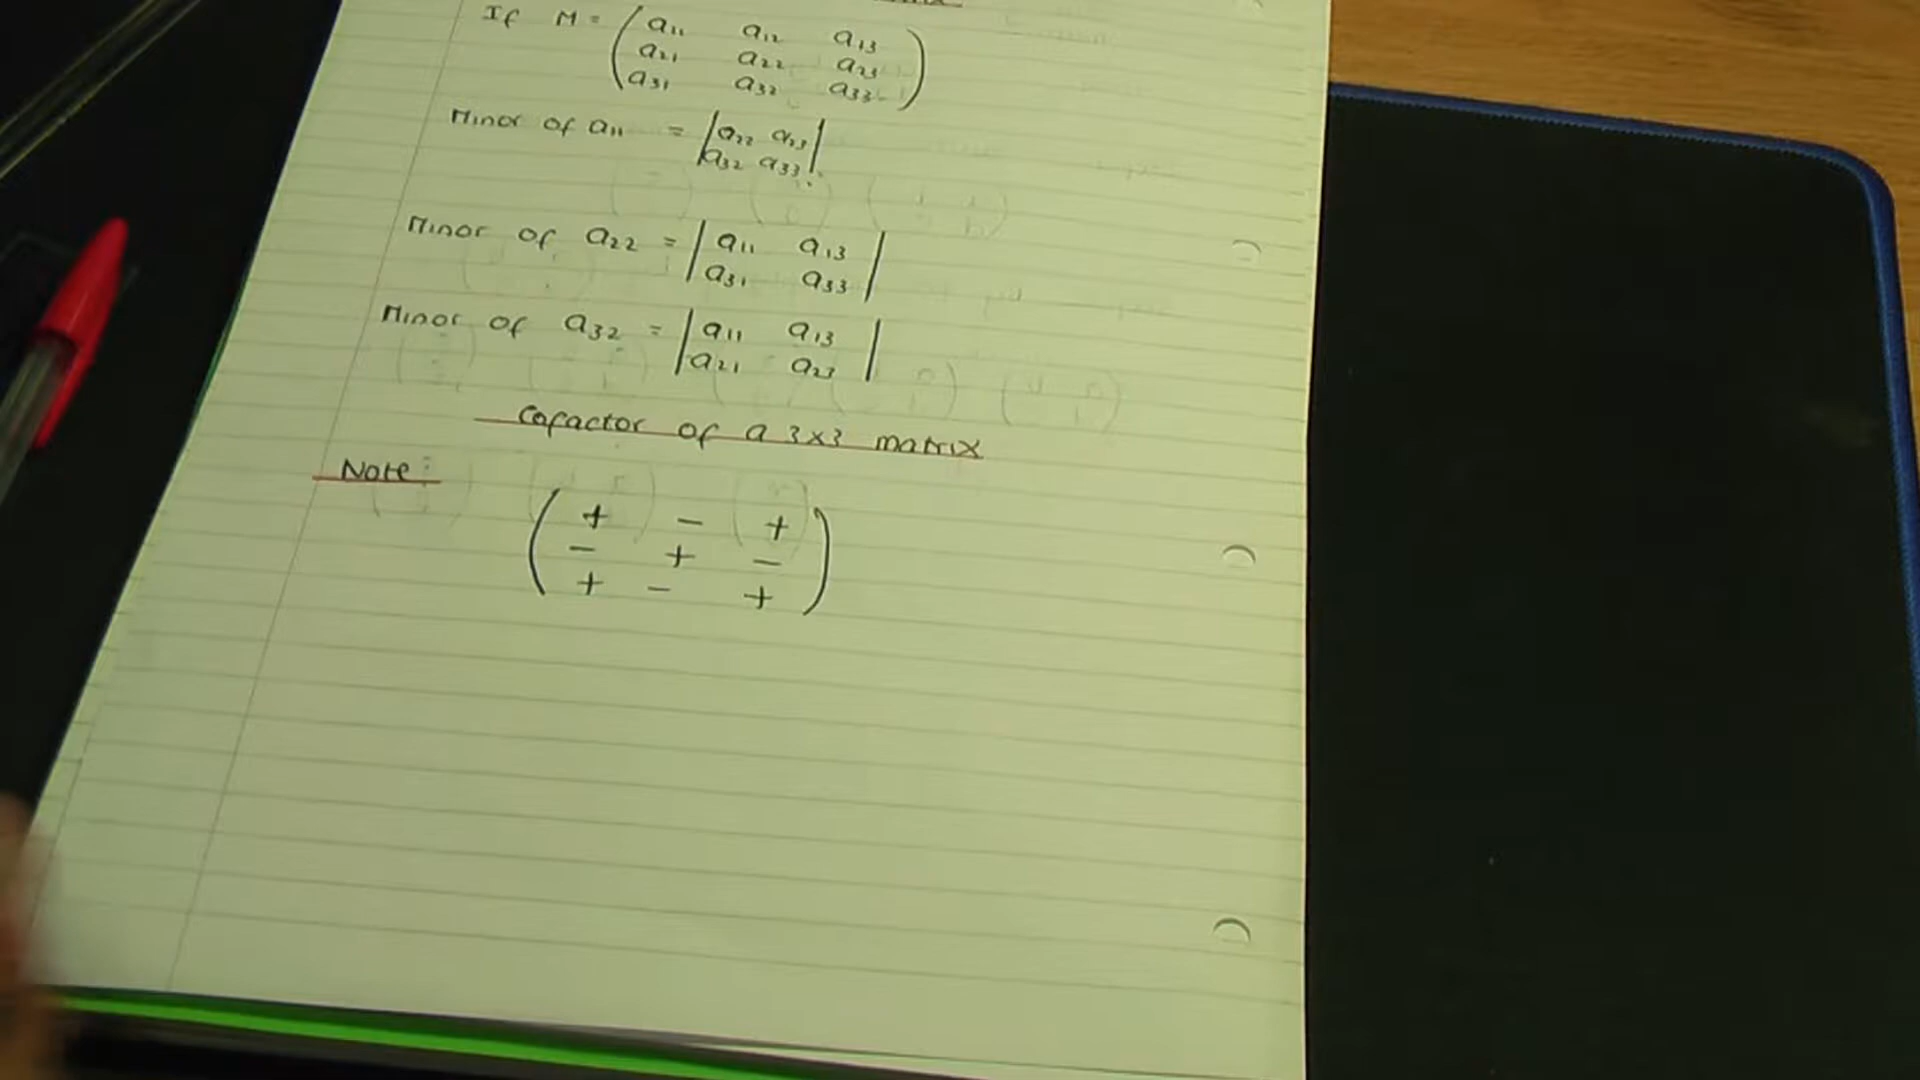 If M = ( a11 a12 a13
a21 a22 a23
a31 a32 a33 )
Minor of a11 = | a22 a23
a32 a33 |
Minor of a22 = | a11 a13
a31 a33 |
Minor of a32 = | a11 a13
a21 a23 |
Cofactor of a 3x3 matrix
Note:
( + - +
- + -
+ - + )